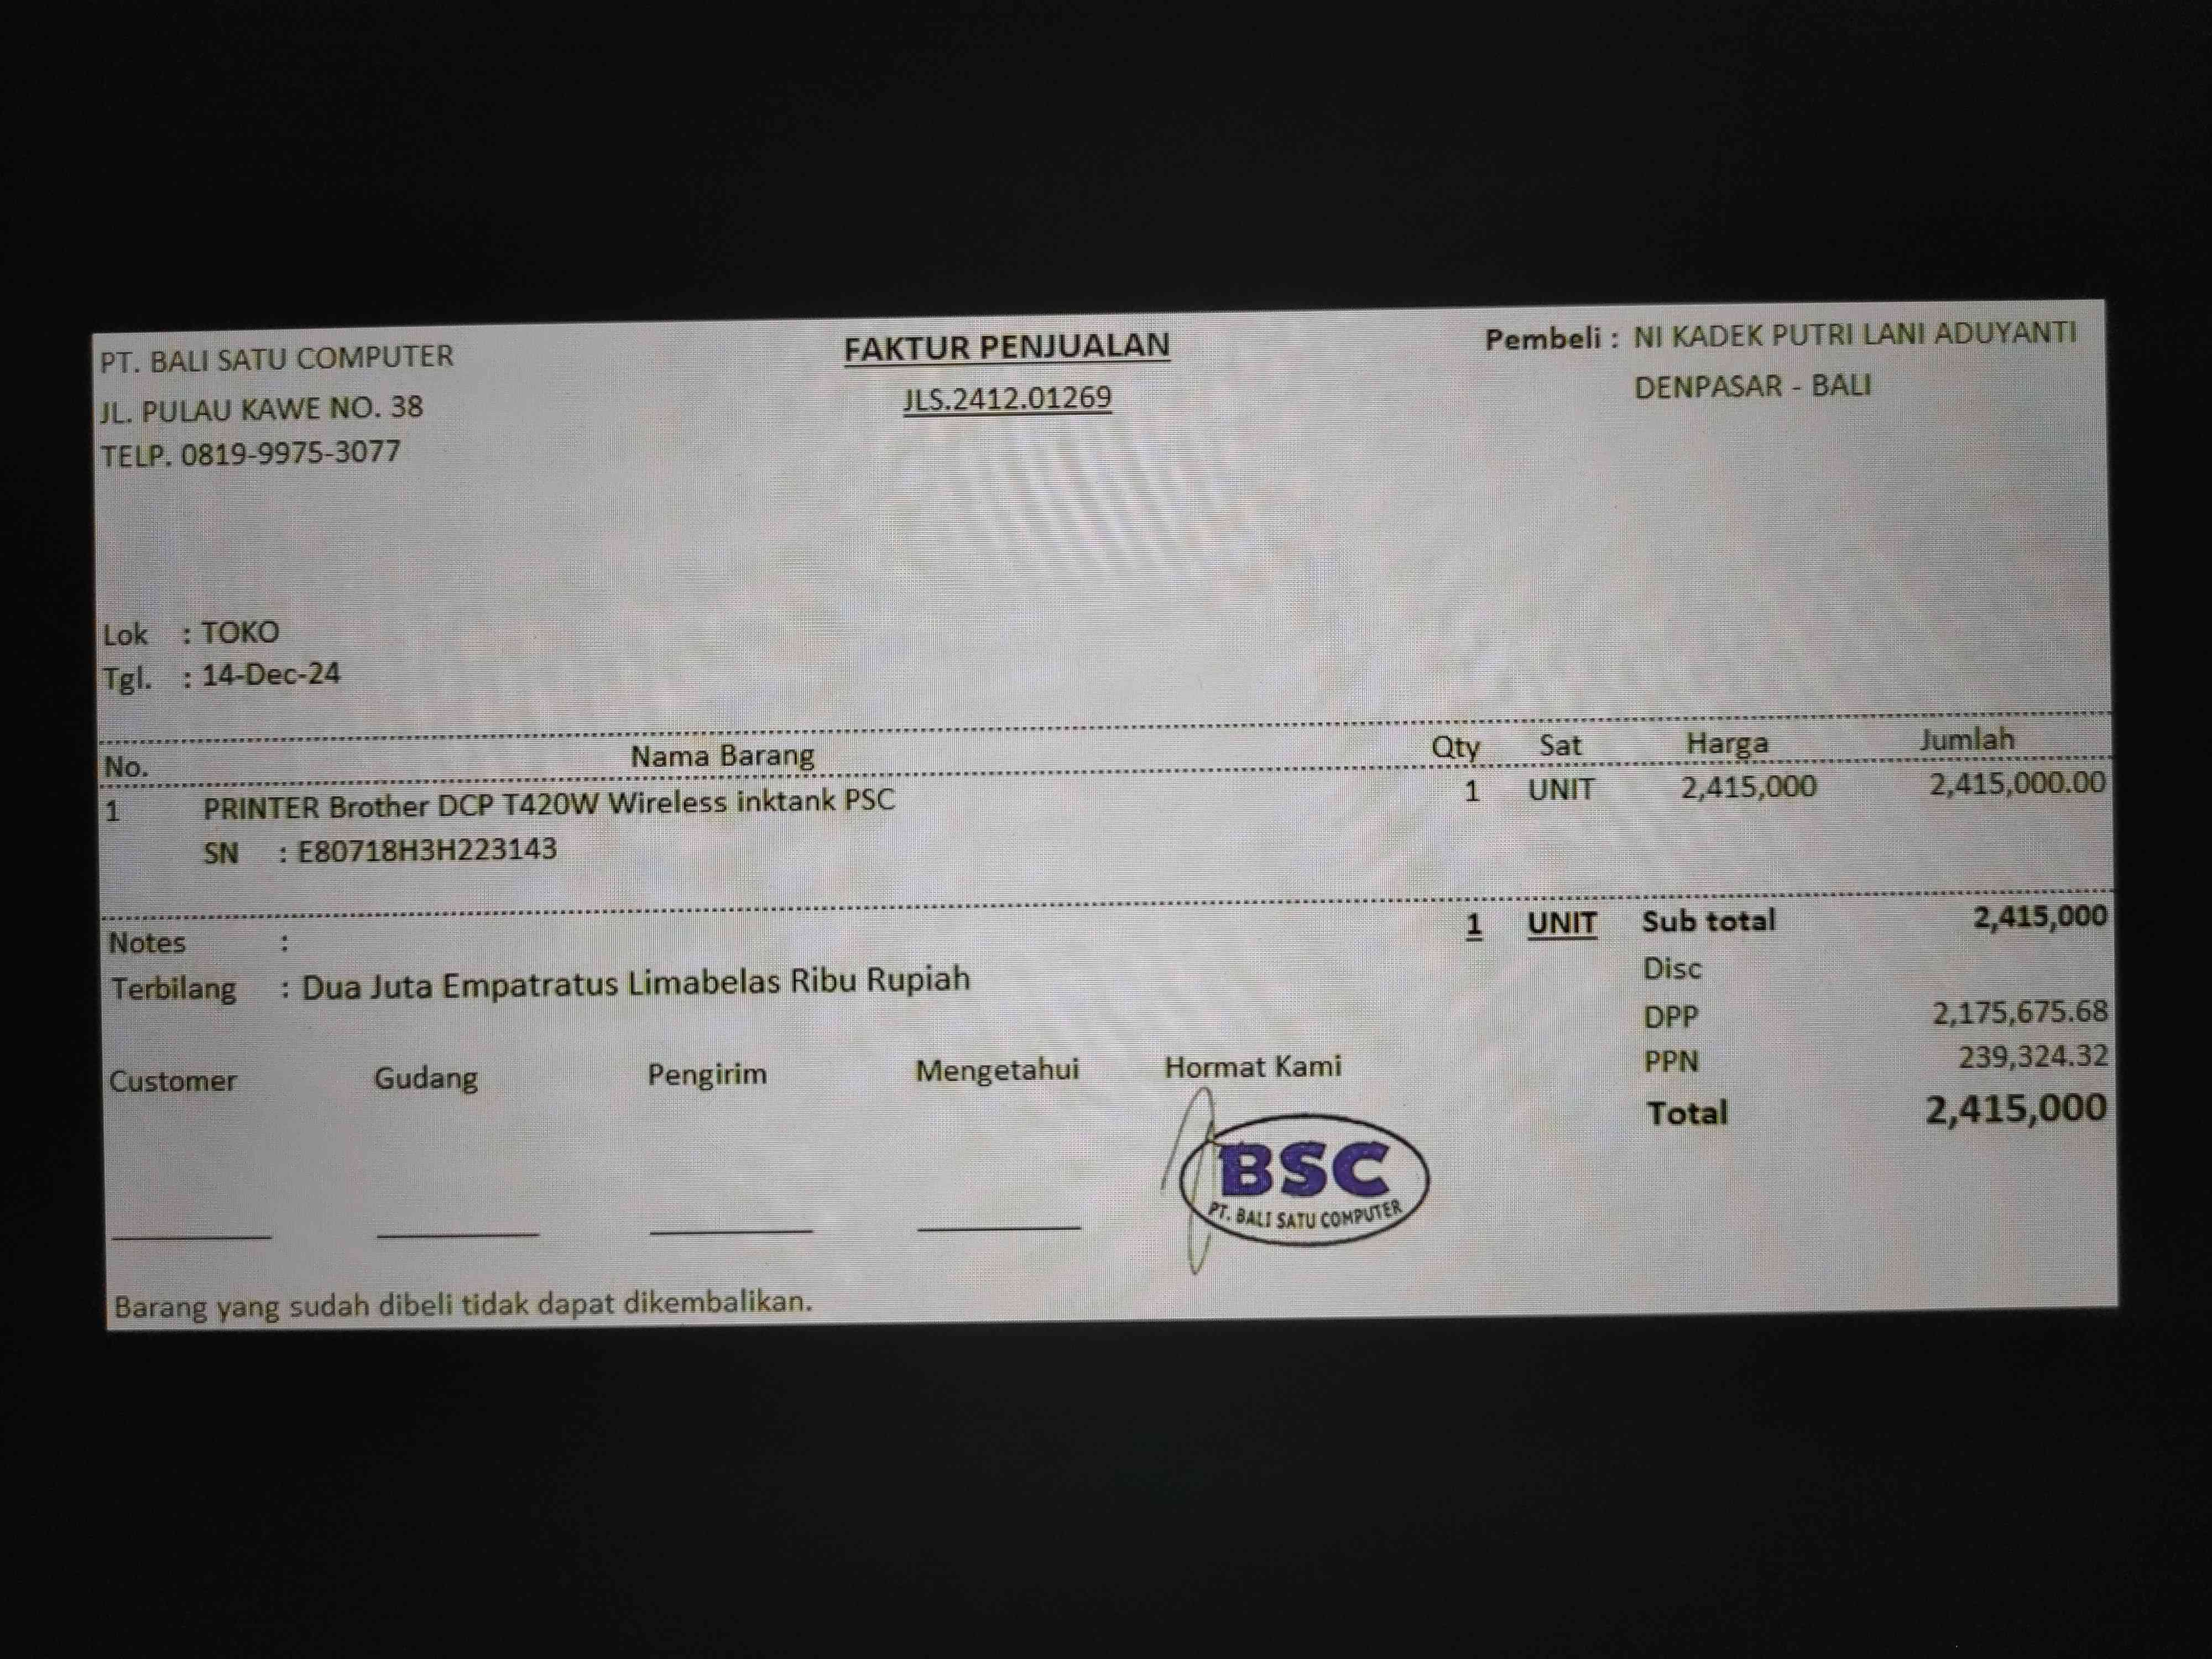 PT. BALI SATU COMPUTER
JL. PULAU KAWE NO. 38
TELP. 0819-9975-3077
FAKTUR PENJUALAN
JLS.2412.01269
Pembeli : NI KADEK PUTRI LANI ADUYANTI
DENPASAR - BALI
Lok : TOKO
Tgl. : 14-Dec-24
No. Nama Barang Qty Sat Harga Jumlah
1 PRINTER Brother DCP T420W Wireless inktank PSC 1 UNIT 2,415,000 2,415,000.00
SN : E80718H3H223143
1 UNIT Sub total 2,415,000
Notes :
Disc
Terbilang : Dua Juta Empatratus Limabelas Ribu Rupiah
DPP 2,175,675.68
PPN 239,324.32
Total 2,415,000
Customer Gudang Pengirim Mengetahui Hormat Kami
BSC
PT. BALI SATU COMPUTER
Barang yang sudah dibeli tidak dapat dikembalikan.